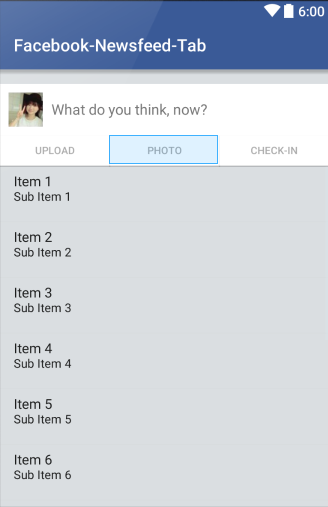 6:00
Facebook-Newsfeed-Tab
What do you think, now?
UPLOAD PHOTO CHECK-IN
Item 1
Sub Item 1
Item 2
Sub Item 2
Item 3
Sub Item 3
Item 4
Sub Item 4
Item 5
Sub Item 5
Item 6
Sub Item 6